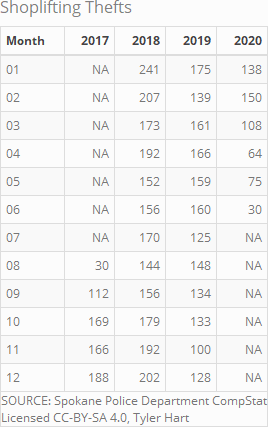 Shoplifting Thefts
Month 2017 2018 2019 2020
01 NA 241 175 138
02 NA 207 139 150
03 NA 173 161 108
04 NA 192 166 64
05 NA 152 159 75
06 NA 156 160 30
07 NA 170 125 NA
08 30 144 148 NA
09 112 156 134 NA
10 169 179 133 NA
11 166 192 100 NA
12 188 202 128 NA
SOURCE: Spokane Police Department CompStat
Licensed CC-BY-SA 4.0, Tyler Hart